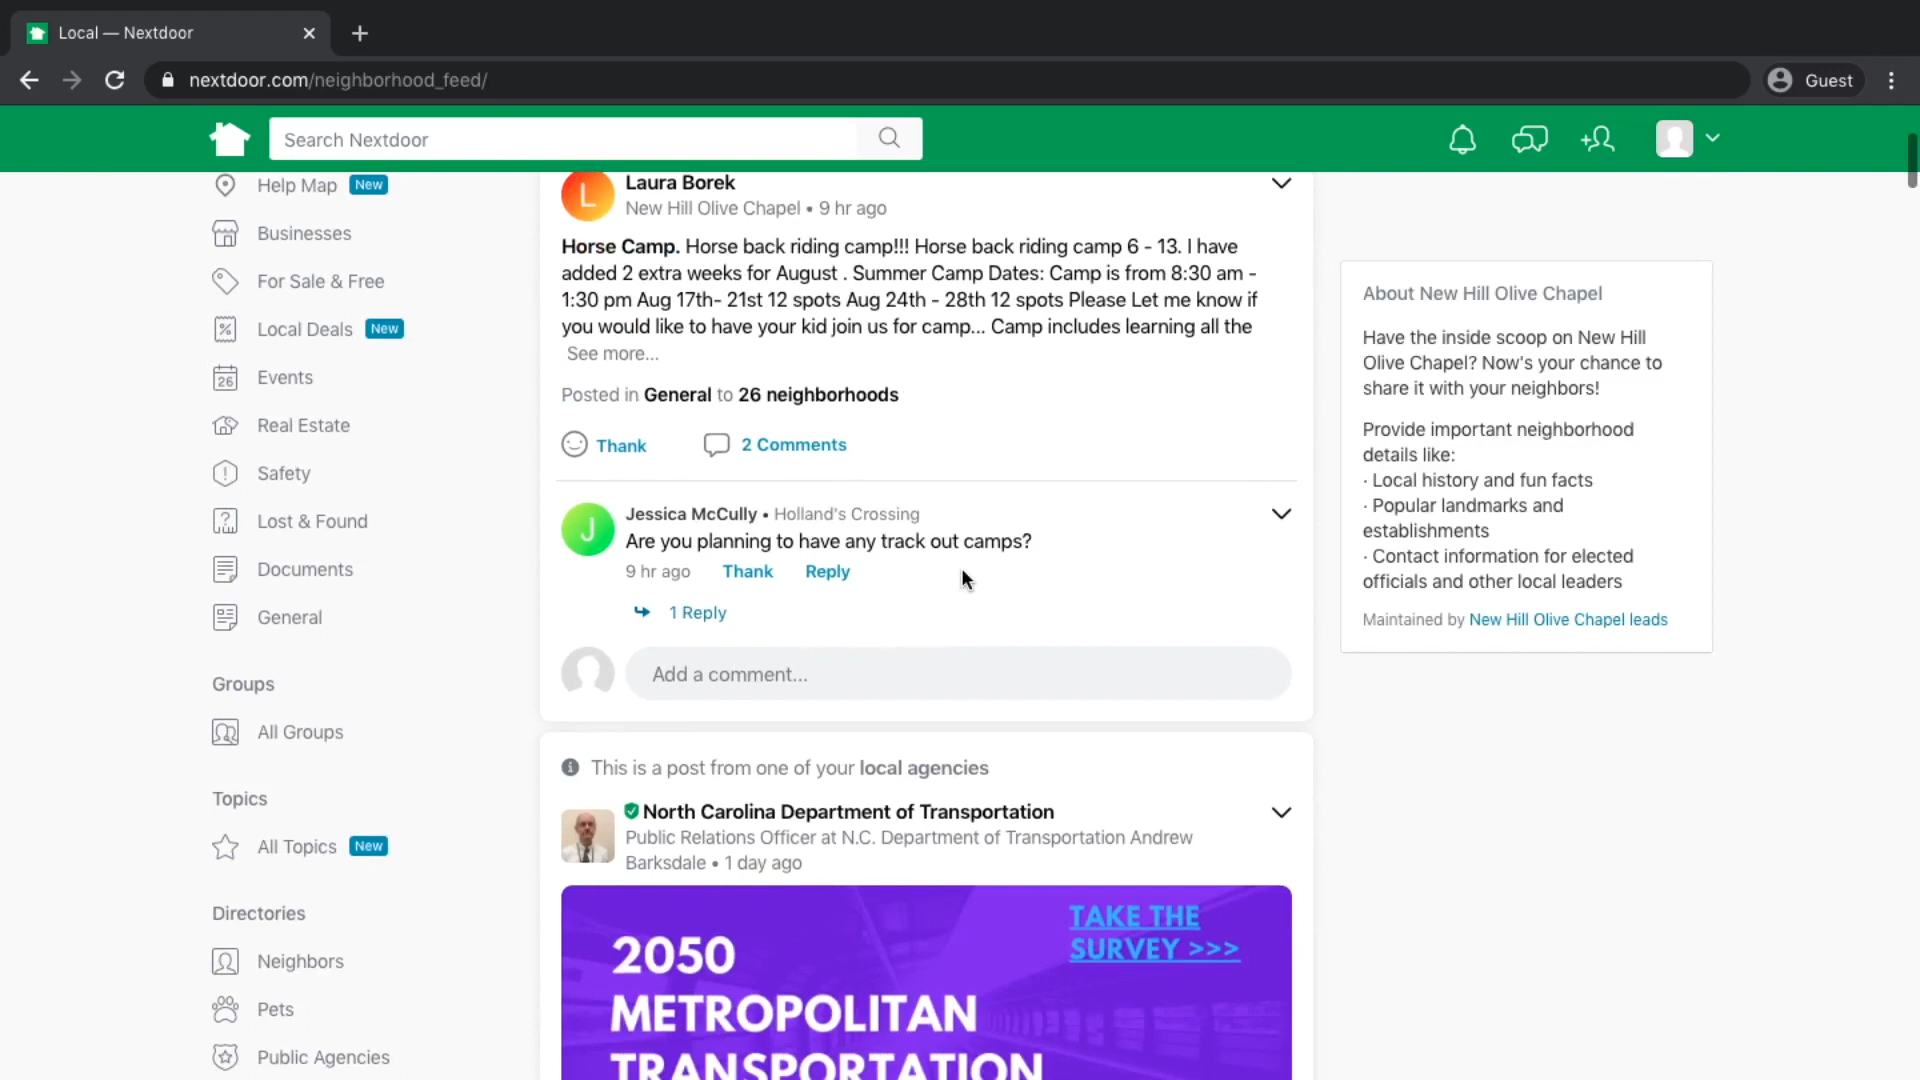 Local — Nextdoor
nextdoor.com/neighborhood_feed/
Guest
Search Nextdoor
Help Map New
Businesses
For Sale & Free
Local Deals New
26 Events
Real Estate
Safety
Lost & Found
Documents
General
Groups
All Groups
Topics
All Topics New
Directories
Neighbors
Pets
Public Agencies
L
Laura Borek
New Hill Olive Chapel • 9 hr ago
Horse Camp. Horse back riding camp!!! Horse back riding camp 6 - 13. I have
added 2 extra weeks for August . Summer Camp Dates: Camp is from 8:30 am -
1:30 pm Aug 17th- 21st 12 spots Aug 24th - 28th 12 spots Please Let me know if
you would like to have your kid join us for camp... Camp includes learning all the
See more...
Posted in General to 26 neighborhoods
Thank 2 Comments
J
Jessica McCully • Holland's Crossing
Are you planning to have any track out camps?
9 hr ago Thank Reply
1 Reply
Add a comment...
This is a post from one of your local agencies
North Carolina Department of Transportation
Public Relations Officer at N.C. Department of Transportation Andrew
Barksdale • 1 day ago
TAKE THE
SURVEY >>>
2050
METROPOLITAN
TRANSPORTATION
About New Hill Olive Chapel
Have the inside scoop on New Hill
Olive Chapel? Now's your chance to
share it with your neighbors!
Provide important neighborhood
details like:
· Local history and fun facts
· Popular landmarks and
establishments
· Contact information for elected
officials and other local leaders
Maintained by New Hill Olive Chapel leads